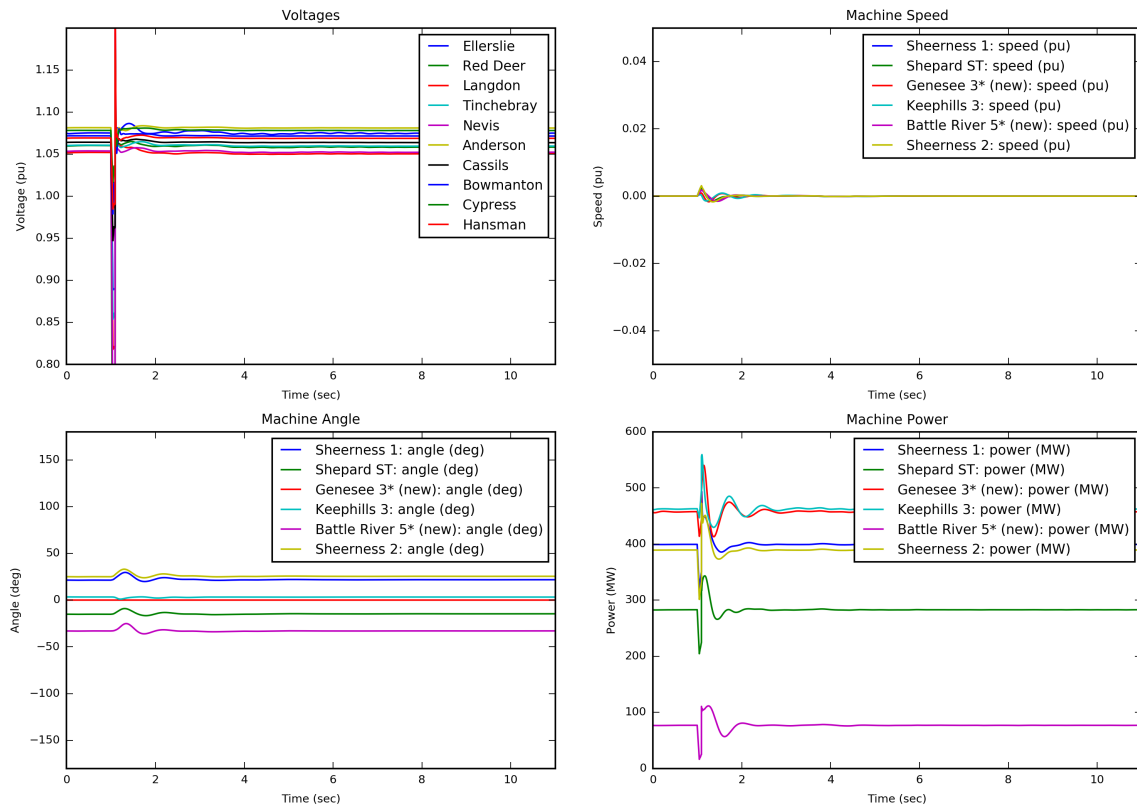 Voltages
1.15
1.10
1.05
1.00
0.95
0.90
0.85
0.80
Voltage (pu)
0 2 4 6 8 10
Time (sec)
Ellerslie
Red Deer
Langdon
Tinchebray
Nevis
Anderson
Cassils
Bowmanton
Cypress
Hansman
Machine Speed
0.04
0.02
0.00
−0.02
−0.04
Speed (pu)
0 2 4 6 8 10
Time (sec)
Sheerness 1: speed (pu)
Shepard ST: speed (pu)
Genesee 3* (new): speed (pu)
Keephills 3: speed (pu)
Battle River 5* (new): speed (pu)
Sheerness 2: speed (pu)
Machine Angle
150
100
50
0
−50
−100
−150
Angle (deg)
0 2 4 6 8 10
Time (sec)
Sheerness 1: angle (deg)
Shepard ST: angle (deg)
Genesee 3* (new): angle (deg)
Keephills 3: angle (deg)
Battle River 5* (new): angle (deg)
Sheerness 2: angle (deg)
Machine Power
600
500
400
300
200
100
0
Power (MW)
0 2 4 6 8 10
Time (sec)
Sheerness 1: power (MW)
Shepard ST: power (MW)
Genesee 3* (new): power (MW)
Keephills 3: power (MW)
Battle River 5* (new): power (MW)
Sheerness 2: power (MW)